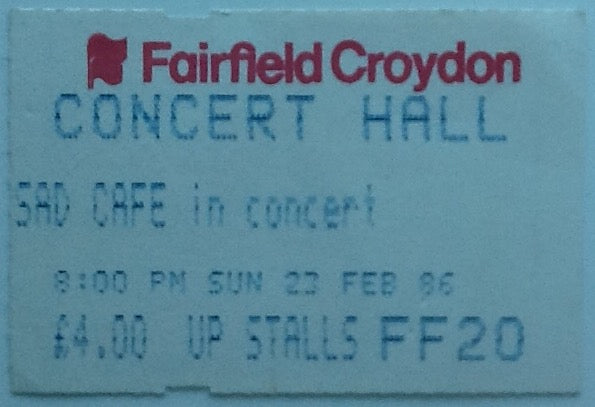 Fairfield Croydon
CONCERT HALL
SAD CAFE in concert
8:00 PM SUN 23 FEB 86
£4.00 UP STALLS FF20